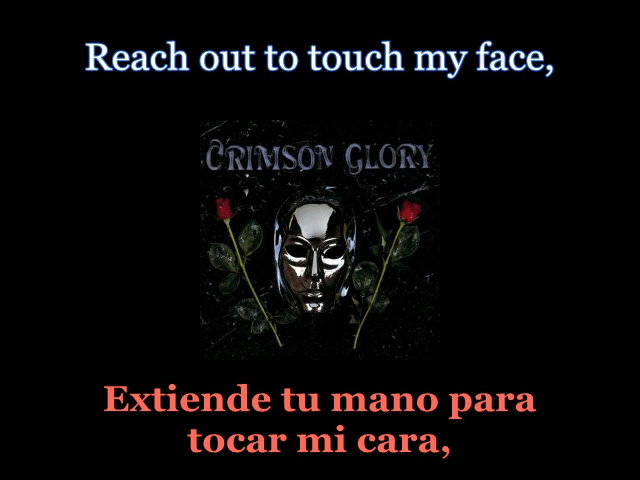 Reach out to touch my face,
CRIMSON GLORY
Extiende tu mano para
tocar mi cara,